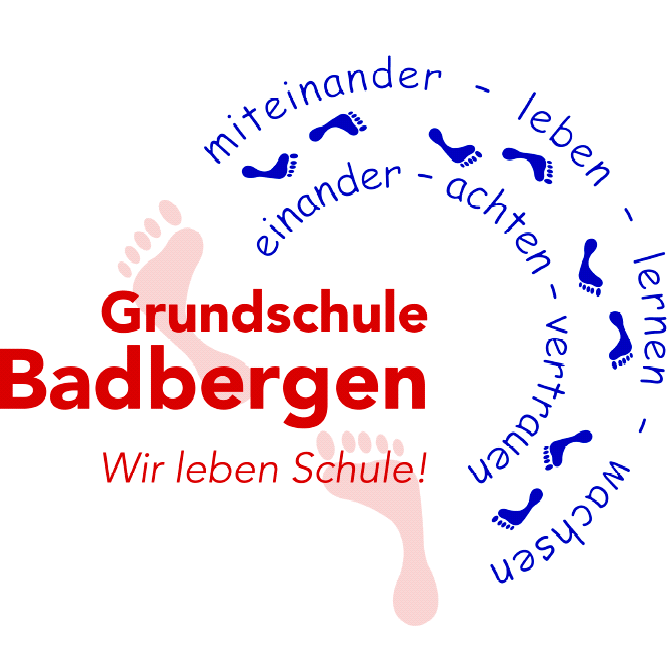 miteinander - leben - lernen - wachsen
einander - achten - vertrauen
Grundschule
Badbergen
Wir leben Schule!